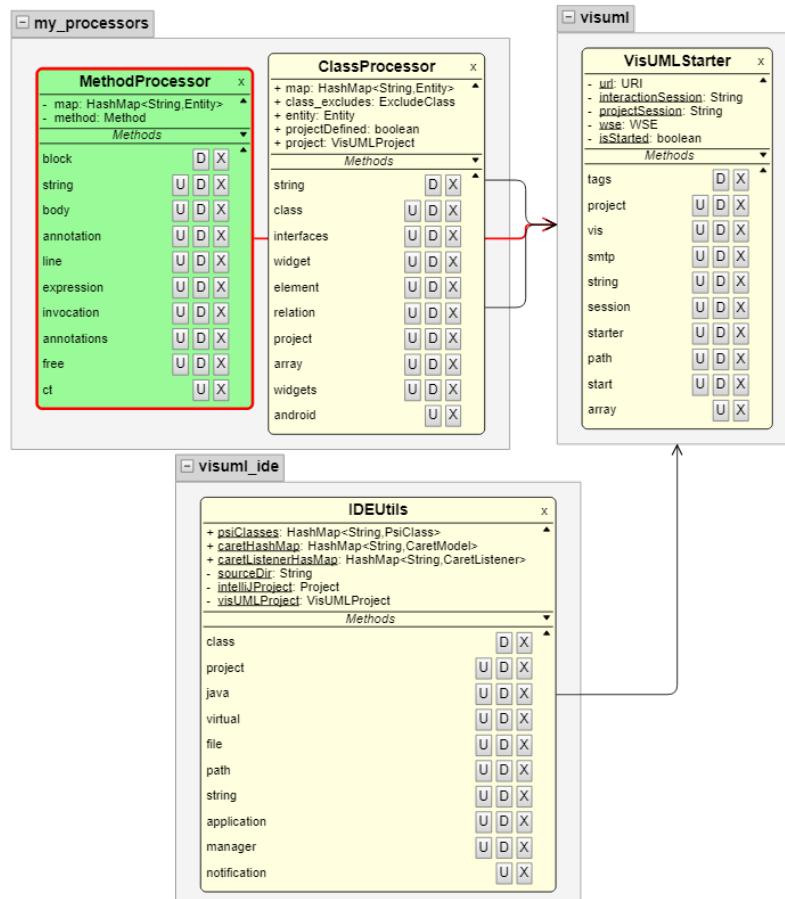 my_processors
MethodProcessor x
- map: HashMap<String,Entity>
- method: Method
Methods
block D X
string U D X
body U D X
annotation U D X
line U D X
expression U D X
invocation U D X
annotations U D X
free U D X
ct U X
ClassProcessor x
+ map: HashMap<String,Entity>
+ class_excludes: ExcludeClass
+ entity: Entity
+ projectDefined: boolean
+ project: VisUMLProject
Methods
string D X
class U D X
interfaces U D X
widget U D X
element U D X
relation U D X
project U D X
array U D X
widgets U D X
android U X
visuml
VisUMLStarter x
- url: URI
- interactionSession: String
- projectSession: String
- wse: WSE
- isStarted: boolean
Methods
tags D X
project U D X
vis U D X
smtp U D X
string U D X
session U D X
starter U D X
path U D X
start U D X
array U X
visuml_ide
IDEUtils x
+ psiClasses: HashMap<String,PsiClass>
+ caretHashMap: HashMap<String,CaretModel>
+ caretListenerHasMap: HashMap<String,CaretListener>
- sourceDir: String
- intelliJProject: Project
- visUMLProject: VisUMLProject
Methods
class D X
project U D X
java U D X
virtual U D X
file U D X
path U D X
string U D X
application U D X
manager U D X
notification U X